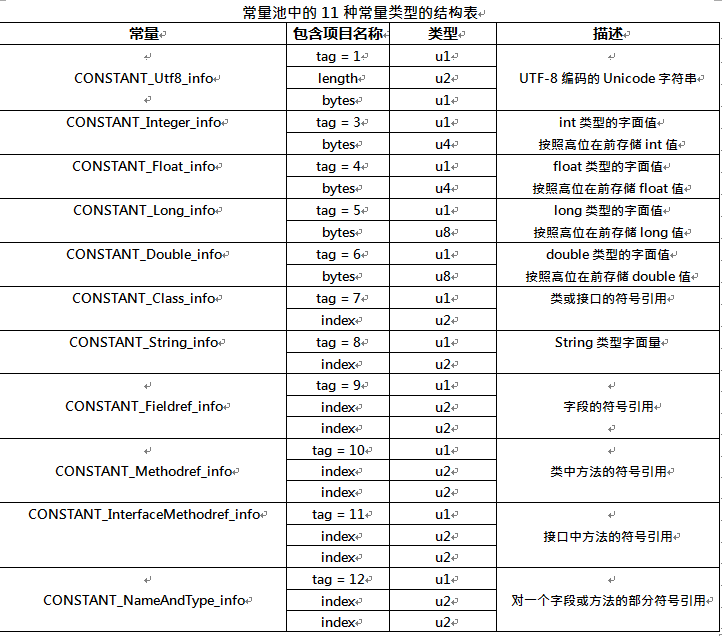 常量池中的 11 种常量类型的结构表
常量 包含项目名称 类型 描述
tag = 1 u1
CONSTANT_Utf8_info length u2 UTF-8 编码的 Unicode 字符串
bytes u1
CONSTANT_Integer_info tag = 3 u1 int 类型的字面值
bytes u4 按照高位在前存储 int 值
CONSTANT_Float_info tag = 4 u1 float 类型的字面值
bytes u4 按照高位在前存储 float 值
CONSTANT_Long_info tag = 5 u1 long 类型的字面值
bytes u8 按照高位在前存储 long 值
CONSTANT_Double_info tag = 6 u1 double 类型的字面值
bytes u8 按照高位在前存储 double 值
CONSTANT_Class_info tag = 7 u1 类或接口的符号引用
index u2
CONSTANT_String_info tag = 8 u1 String 类型字面量
index u2
tag = 9 u1
CONSTANT_Fieldref_info index u2 字段的符号引用
index u2
tag = 10 u1
CONSTANT_Methodref_info index u2 类中方法的符号引用
index u2
CONSTANT_InterfaceMethodref_info tag = 11 u1
index u2 接口中方法的符号引用
index u2
tag = 12 u1
CONSTANT_NameAndType_info index u2 对一个字段或方法的部分符号引用
index u2